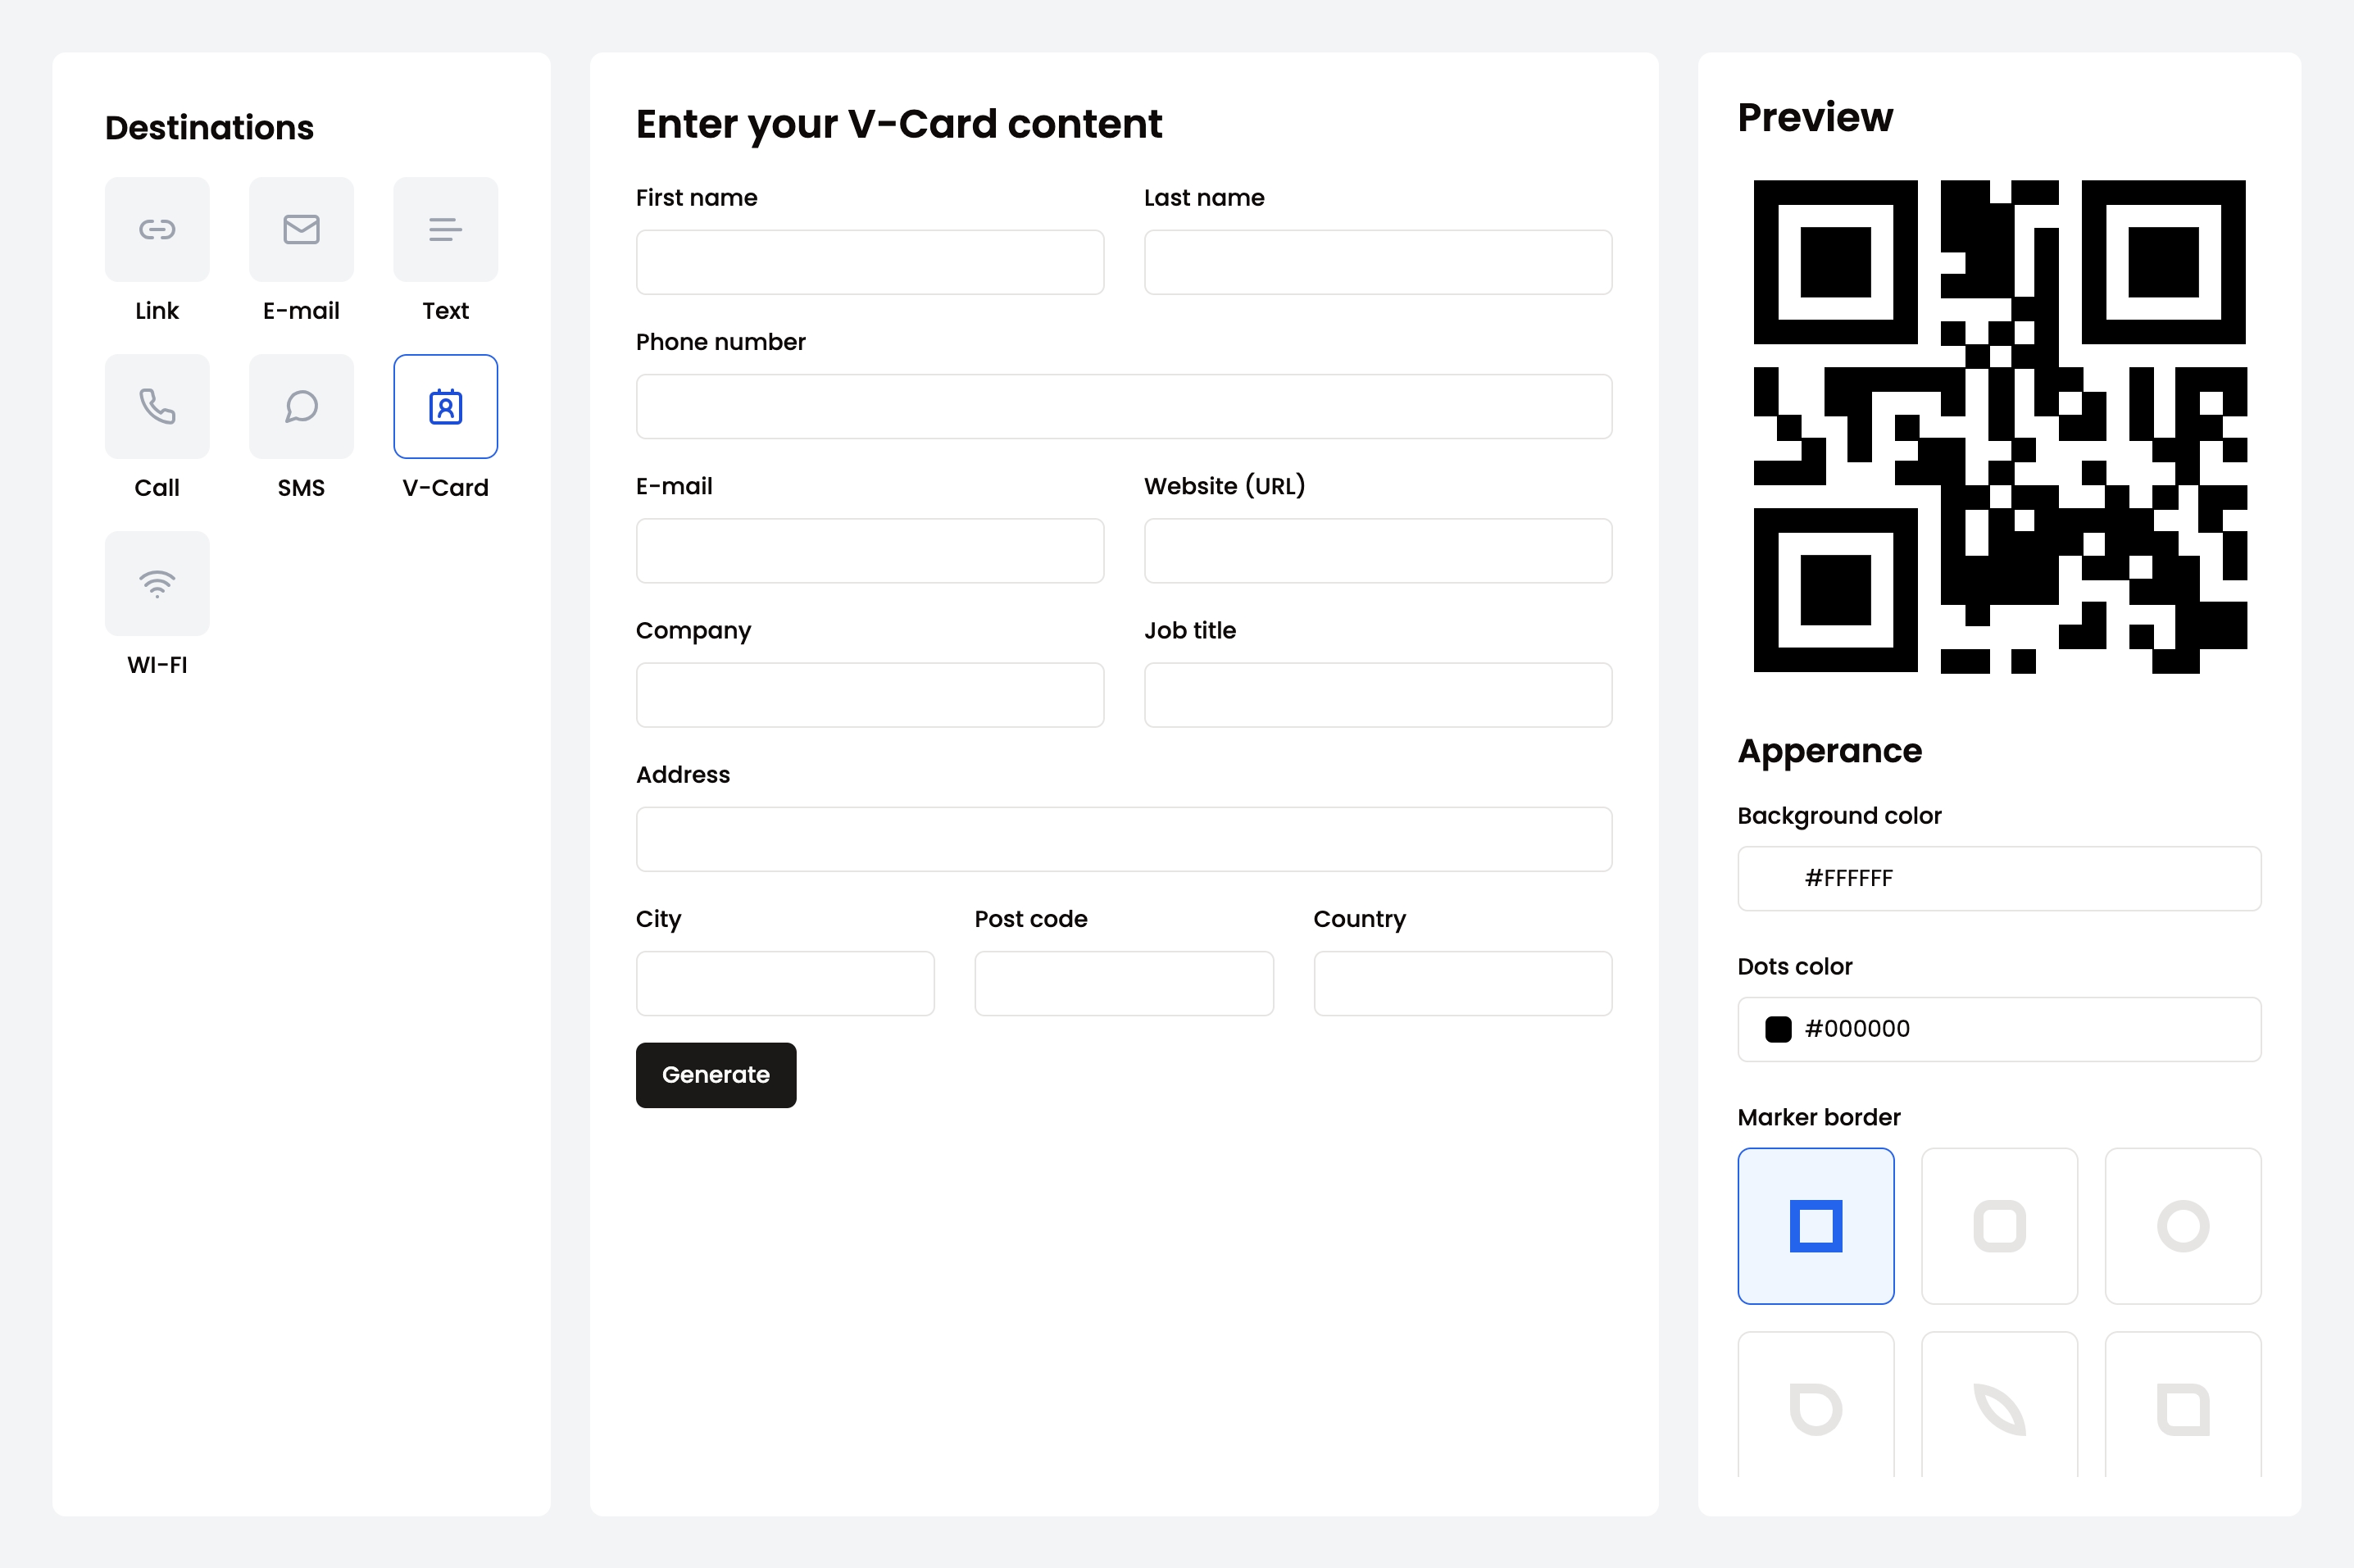 Destinations
Link
E-mail
Text
Call
SMS
V-Card
WI-FI
Enter your V-Card content
First name
Last name
Phone number
E-mail
Website (URL)
Company
Job title
Address
City
Post code
Country
Generate
Preview
Apperance
Background color
#FFFFFF
Dots color
#000000
Marker border